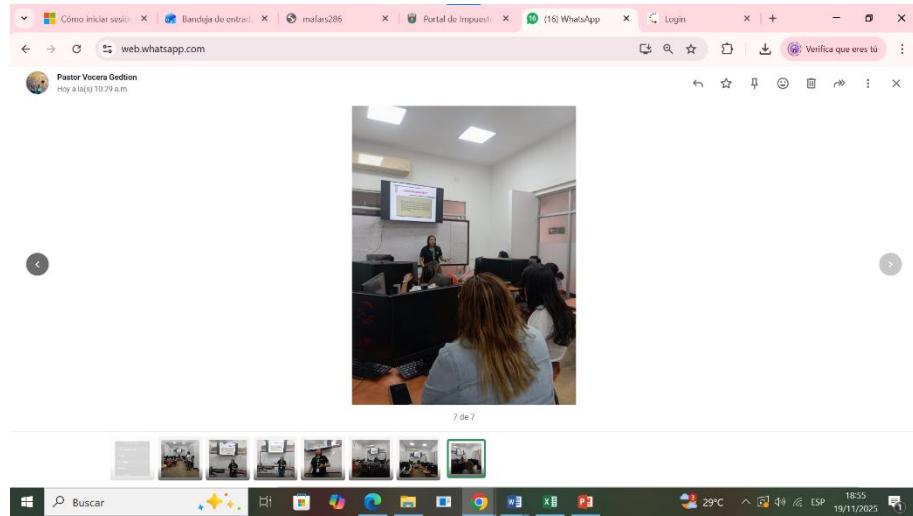 Cómo iniciar sesió
Bandeja de entrad
malars286
Portal de Impuest
(16) WhatsApp
Login
web.whatsapp.com
Verifica que eres tú
Pastor Vocera Gedtion
Hoy a la(s) 10:29 a.m.
7 de 7
Buscar
29°C
ESP
18:55
19/11/2025